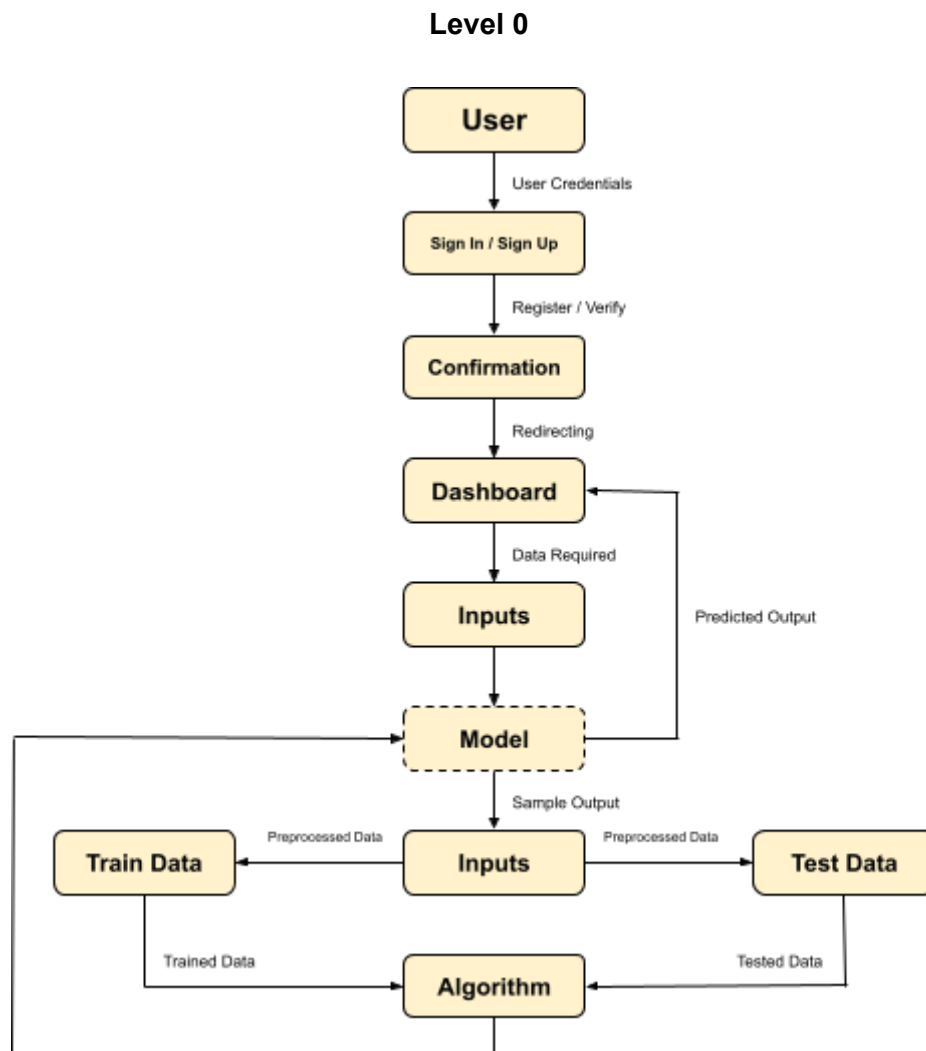 Level 0
User
User Credentials
Sign In / Sign Up
Register / Verify
Confirmation
Redirecting
Dashboard
Data Required
Inputs
Predicted Output
Model
Sample Output
Preprocessed Data
Preprocessed Data
Train Data
Inputs
Test Data
Trained Data
Tested Data
Algorithm